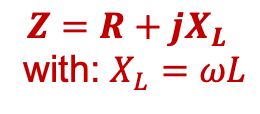 Z = R + jX_L
with: X_L = ωL